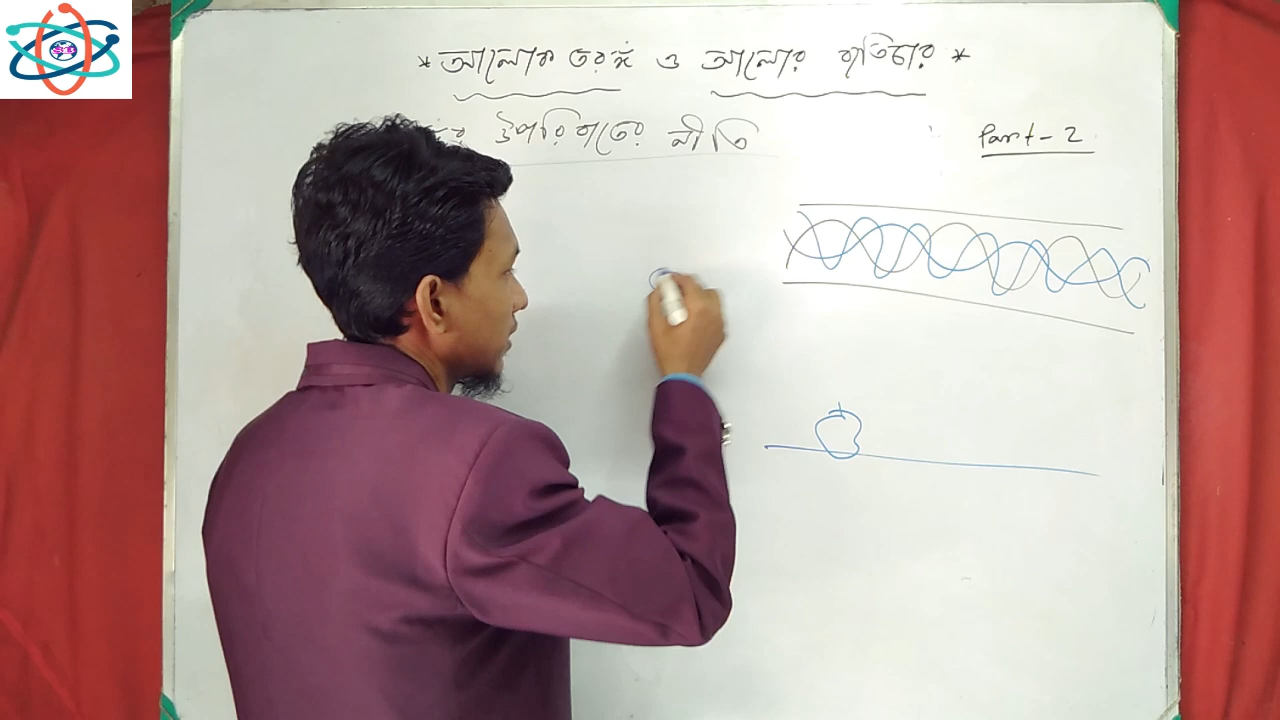 * আলোক তরঙ্গ ও আলোর ব্যতিচার *
উপরিপাতের নীতি
Part-2